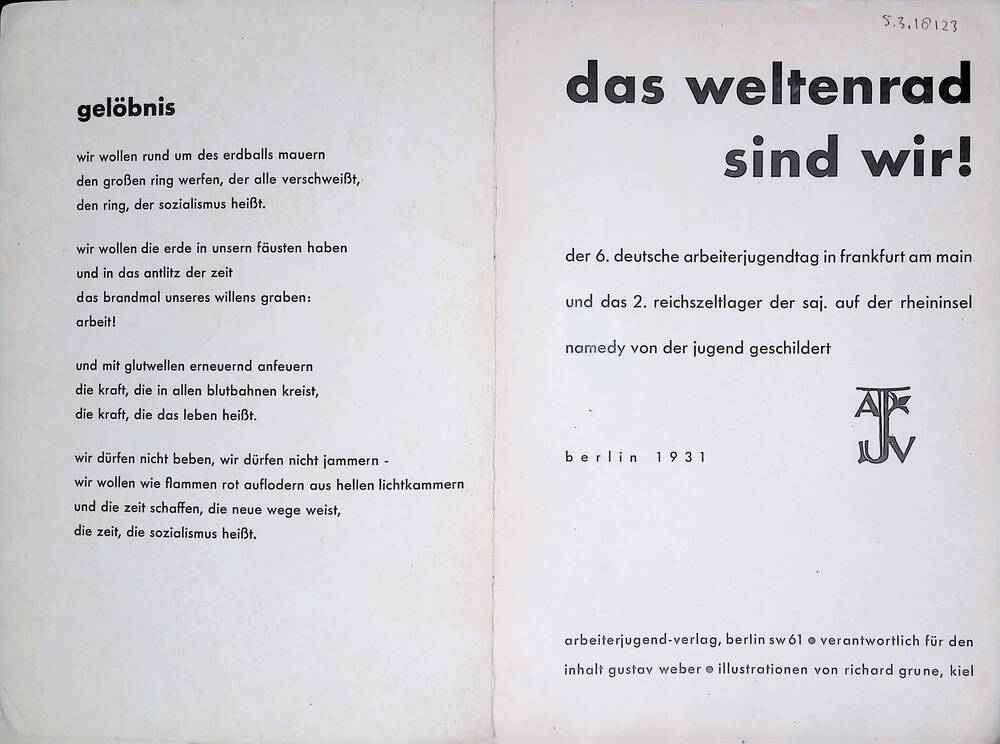 gelöbnis
wir wollen rund um des erdballs mauern
den großen ring werfen, der alle verschweißt,
den ring, der sozialismus heißt.
wir wollen die erde in unsern fäusten haben
und in das antlitz der zeit
das brandmal unseres willens graben:
arbeit!
und mit glutwellen erneuernd anfeuern
die kraft, die in allen blutbahnen kreist,
die kraft, die das leben heißt.
wir dürfen nicht beben, wir dürfen nicht jammern -
wir wollen wie flammen rot auflodern aus hellen lichtkammern
und die zeit schaffen, die neue wege weist,
die zeit, die sozialismus heißt.
5.3.18123
das weltenrad
sind wir!
der 6. deutsche arbeiterjugendtag in frankfurt am main
und das 2. reichszeltlager der saj. auf der rheininsel
namedy von der jugend geschildert
berlin 1931
arbeiterjugend-verlag, berlin sw 61 ● verantwortlich für den
inhalt gustav weber ● illustrationen von richard grune, kiel